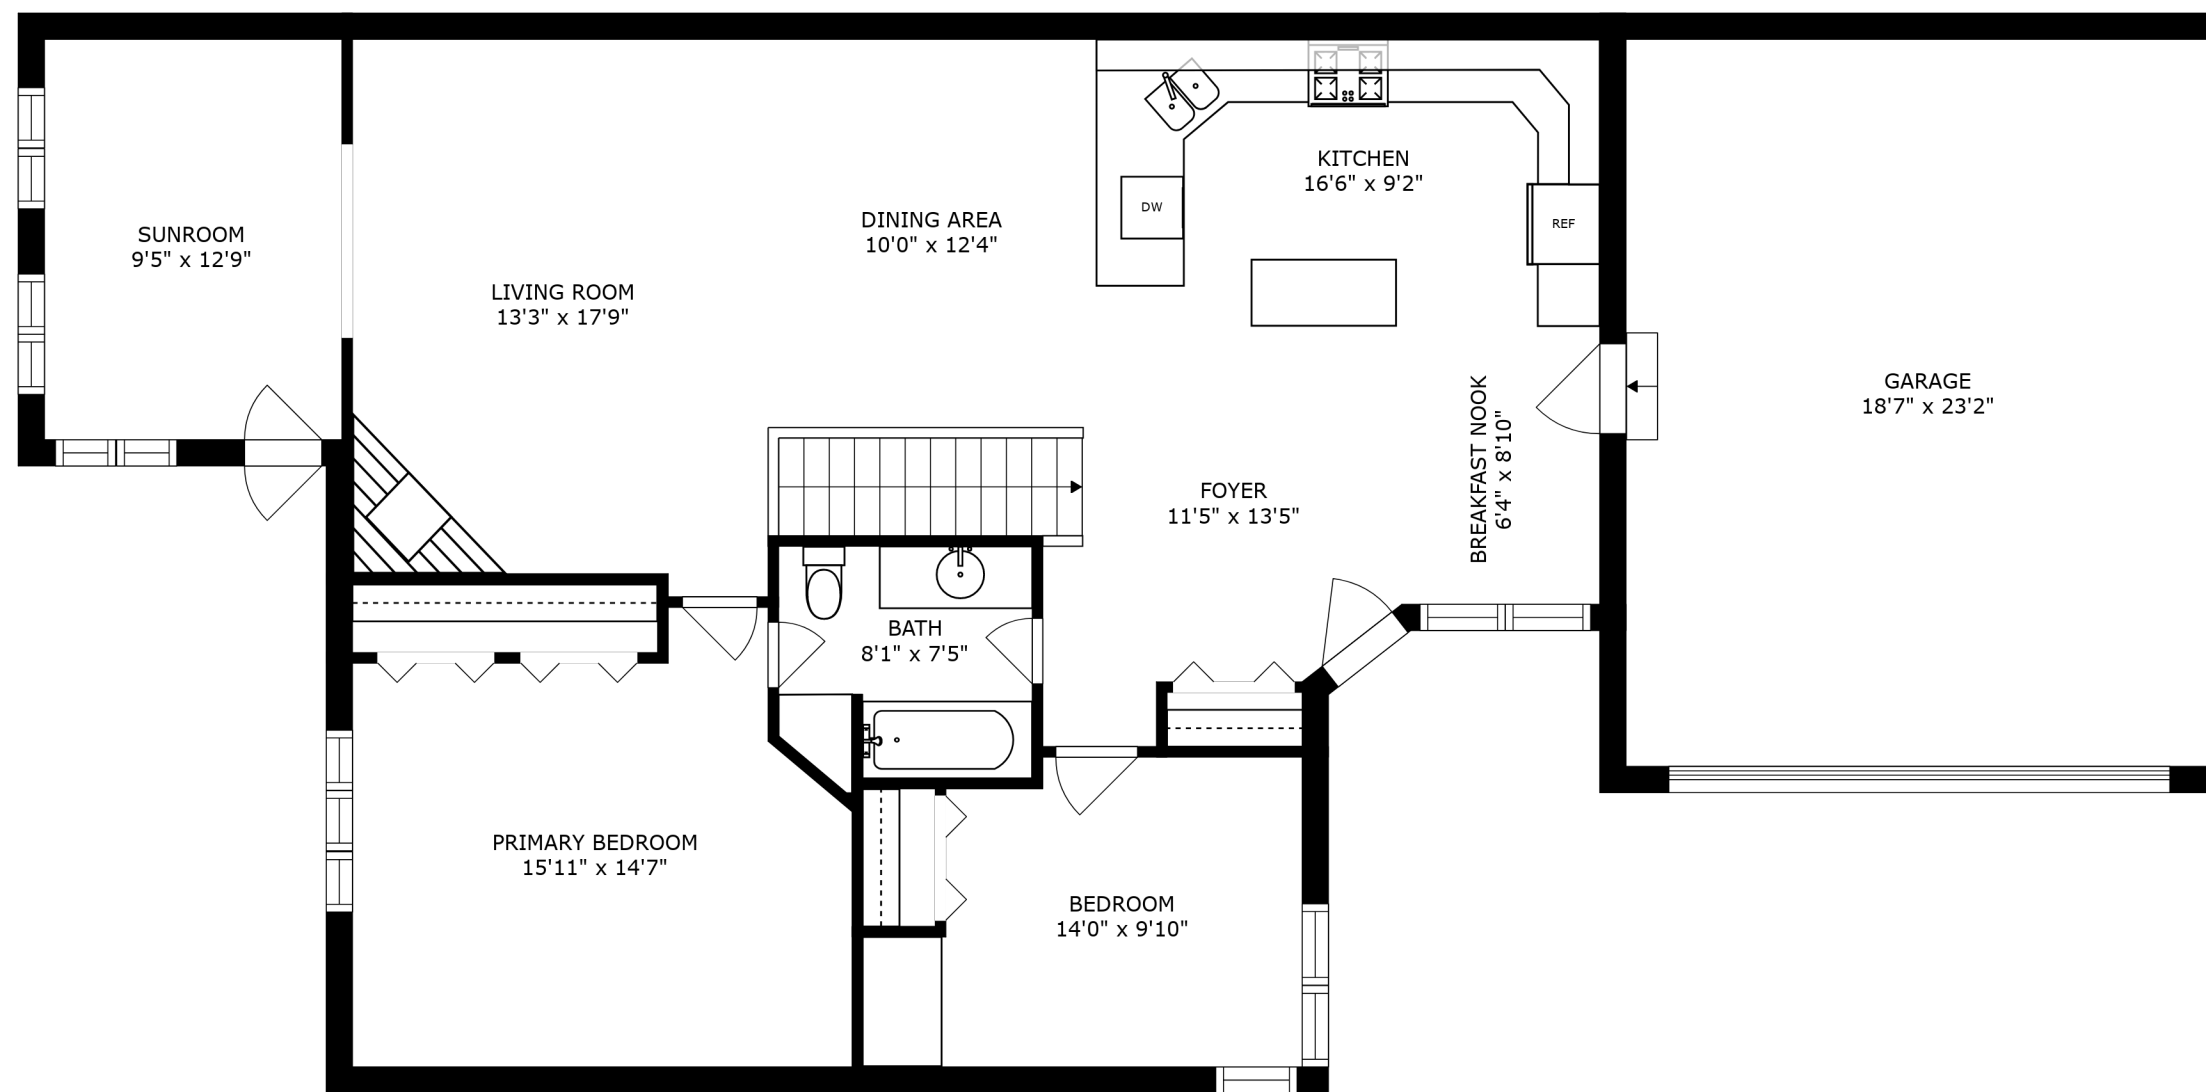 KITCHEN
16'6" x 9'2"
DW
REF
DINING AREA
10'0" x 12'4"
SUNROOM
9'5" x 12'9"
LIVING ROOM
13'3" x 17'9"
GARAGE
18'7" x 23'2"
BREAKFAST NOOK
6'4" x 8'10"
FOYER
11'5" x 13'5"
BATH
8'1" x 7'5"
PRIMARY BEDROOM
15'11" x 14'7"
BEDROOM
14'0" x 9'10"